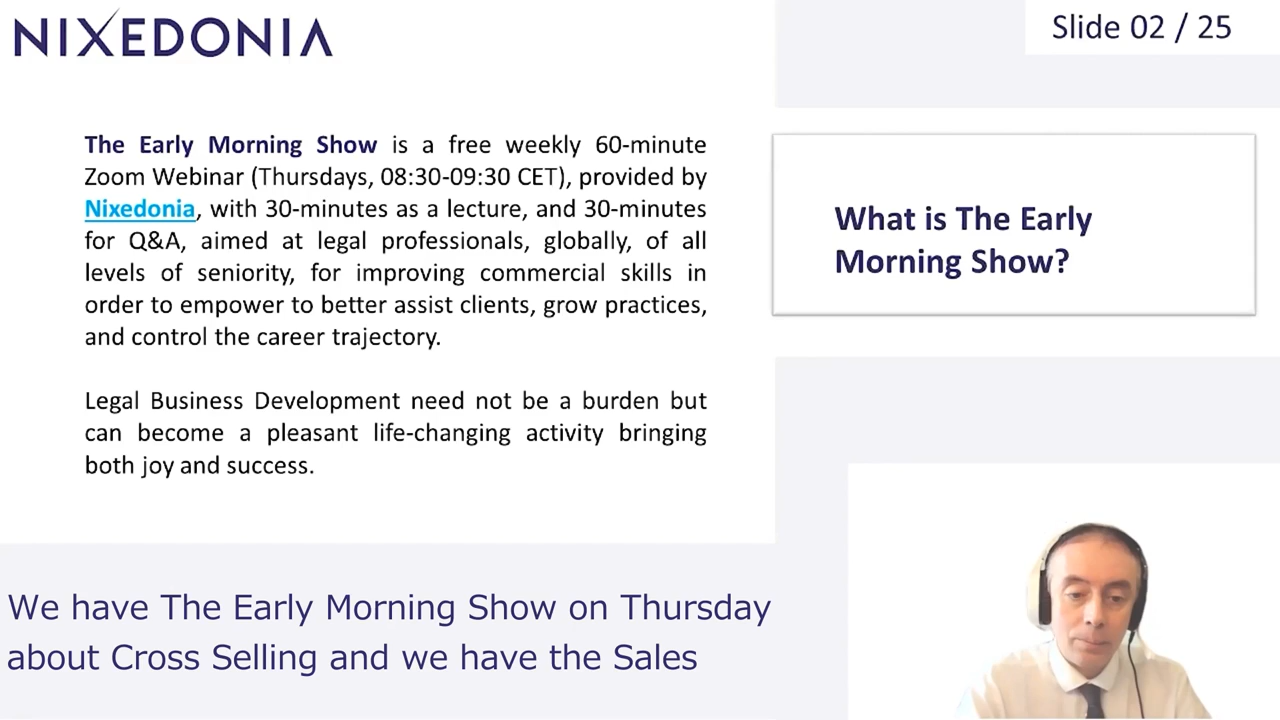 NIXEDONIA
Slide 02 / 25
The Early Morning Show is a free weekly 60-minute
Zoom Webinar (Thursdays, 08:30-09:30 CET), provided by
Nixedonia, with 30-minutes as a lecture, and 30-minutes
for Q&A, aimed at legal professionals, globally, of all
levels of seniority, for improving commercial skills in
order to empower to better assist clients, grow practices,
and control the career trajectory.
Legal Business Development need not be a burden but
can become a pleasant life-changing activity bringing
both joy and success.
What is The Early
Morning Show?
We have The Early Morning Show on Thursday
about Cross Selling and we have the Sales